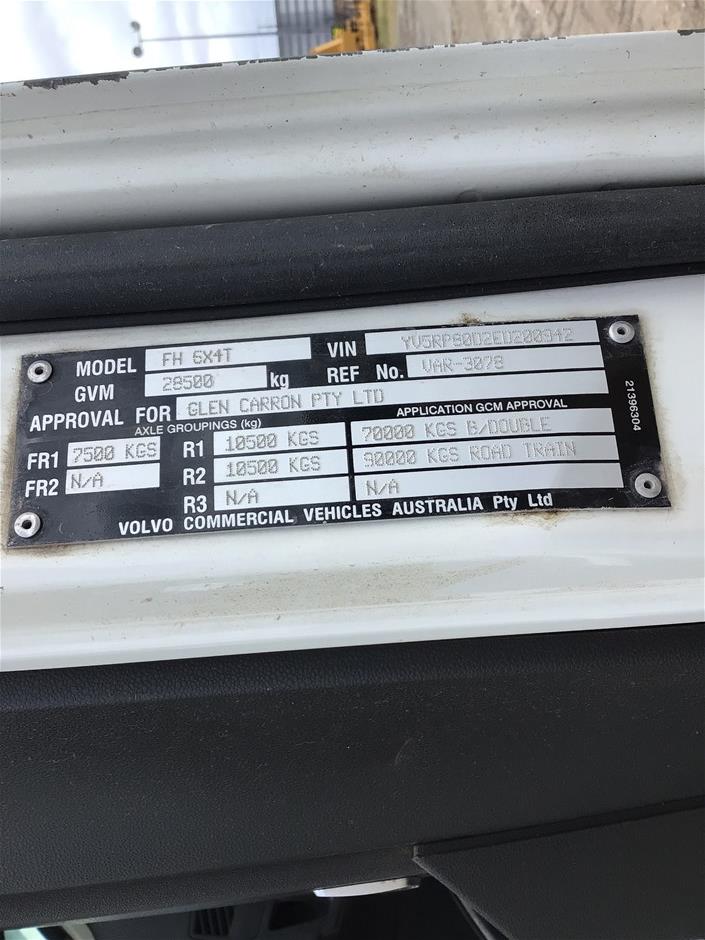 MODEL FH 6X4T VIN YV5RP80D2ED200942
GVM 28500 kg REF No. VAR-3078
APPROVAL FOR GLEN CARRON PTY LTD
AXLE GROUPINGS (kg) APPLICATION GCM APPROVAL
FR1 7500 KGS R1 10500 KGS 70000 KGS B/DOUBLE
FR2 N/A R2 10500 KGS 90000 KGS ROAD TRAIN
R3 N/A N/A
VOLVO COMMERCIAL VEHICLES AUSTRALIA Pty Ltd
21396304